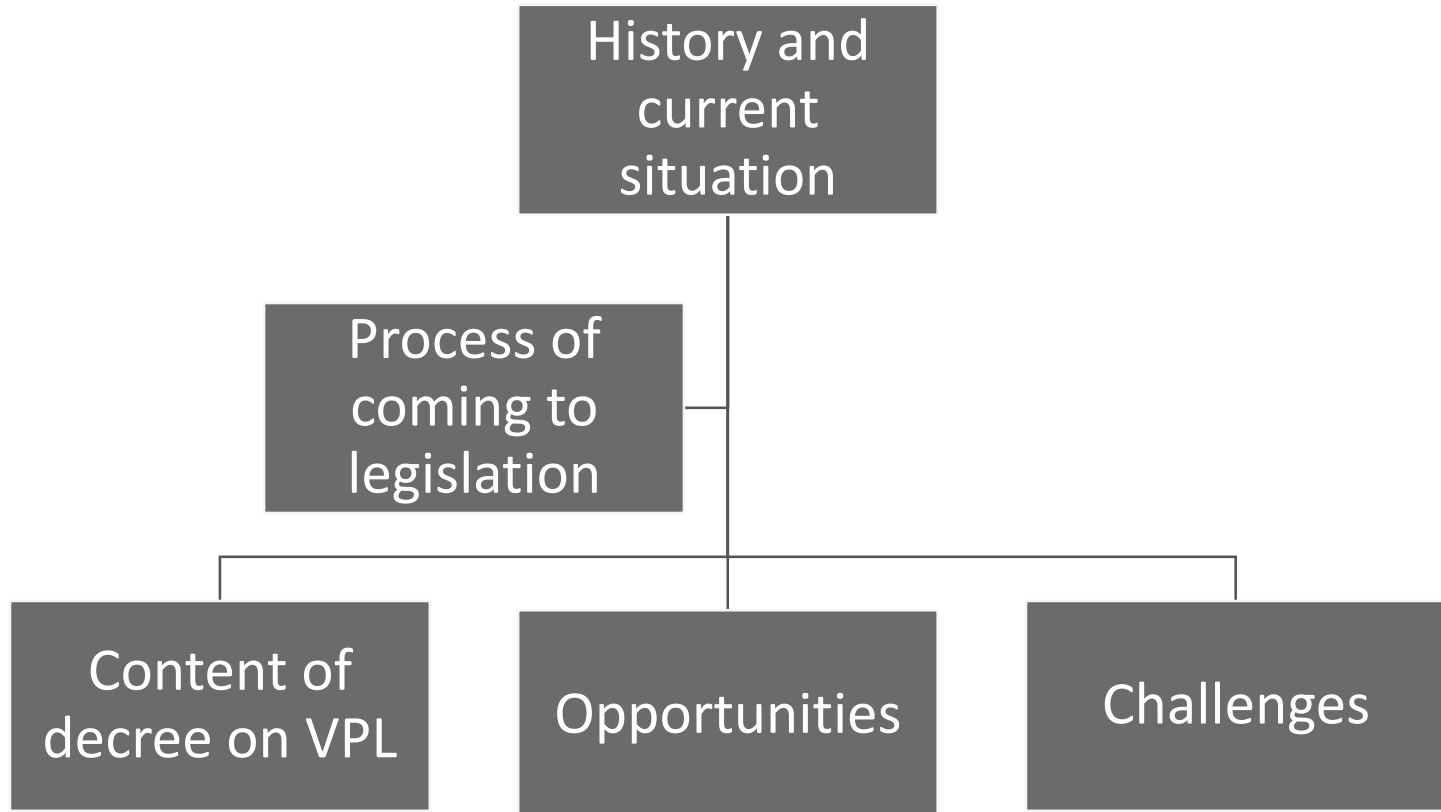 History and
current
situation
Process of
coming to
legislation
Content of
decree on VPL
Opportunities
Challenges